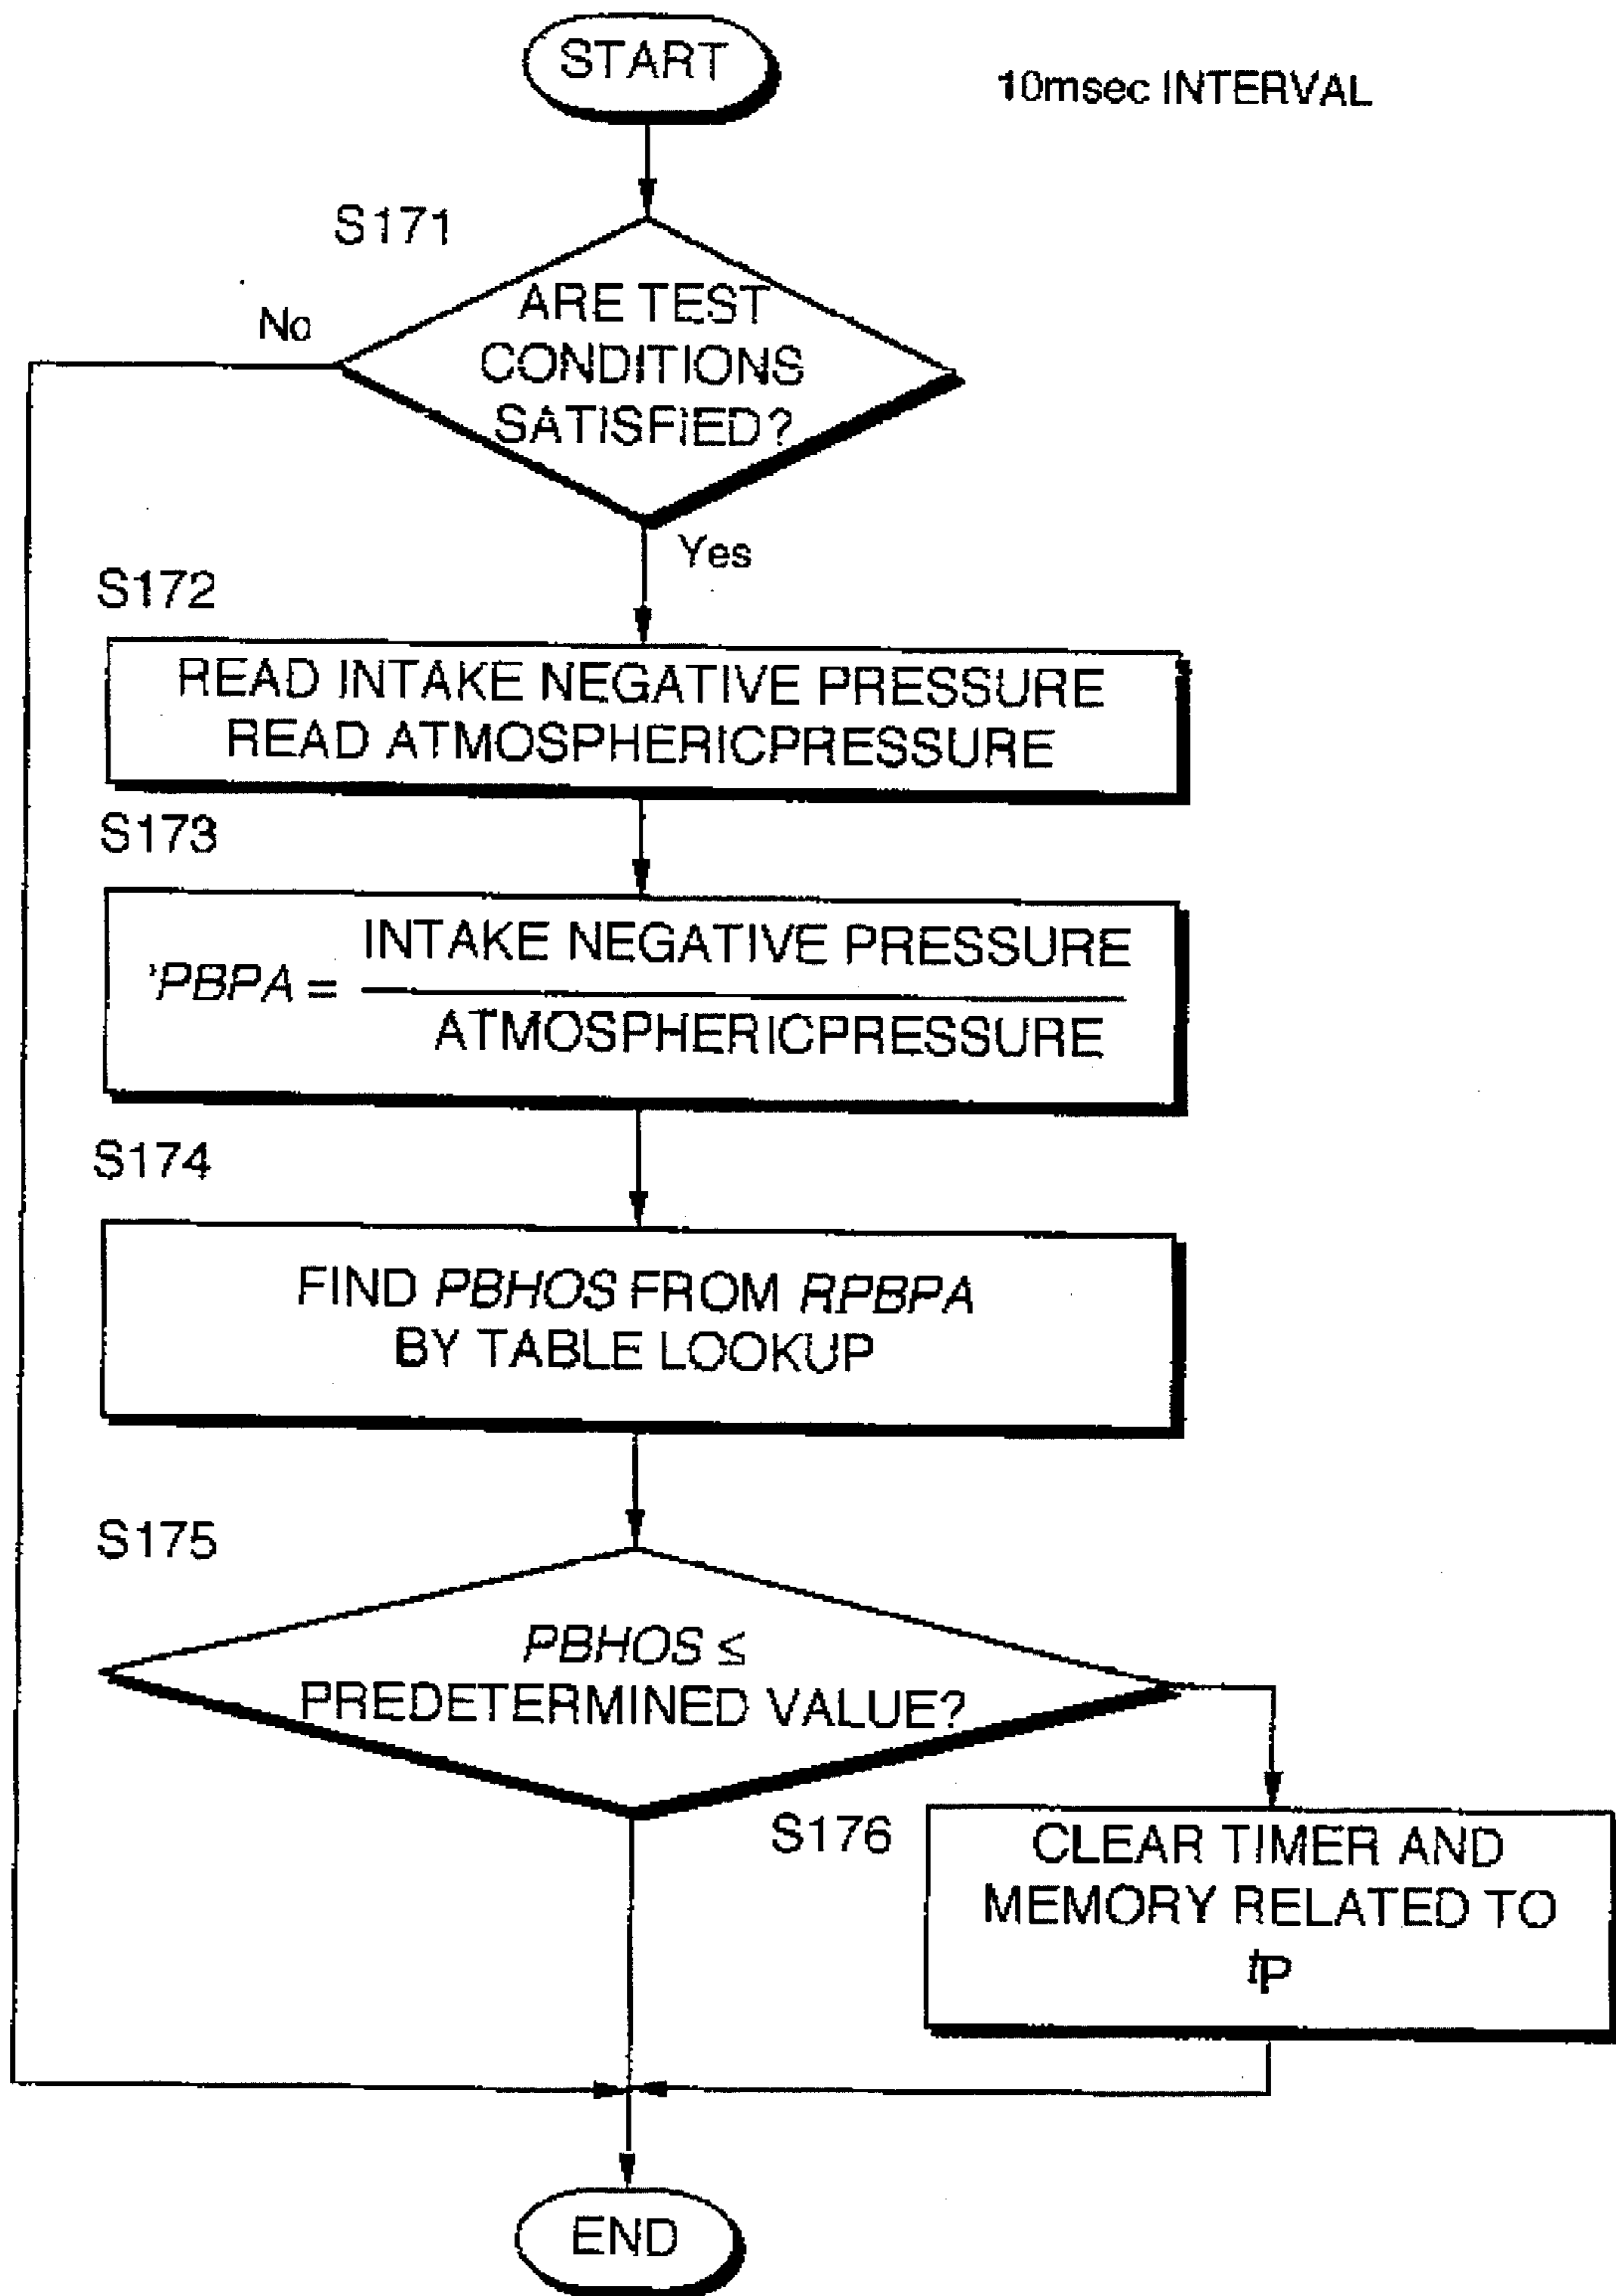 START
10msec INTERVAL
S171
No
ARE TEST
CONDITIONS
SATISFIED?
Yes
S172
READ INTAKE NEGATIVE PRESSURE
READ ATMOSPHERICPRESSURE
S173
INTAKE NEGATIVE PRESSURE
'PBPA =
ATMOSPHERICPRESSURE
S174
FIND PBHOS FROM RPBPA
BY TABLE LOOKUP
S175
PBHOS ≤
PREDETERMINED VALUE?
S176
CLEAR TIMER AND
MEMORY RELATED TO
tP
END